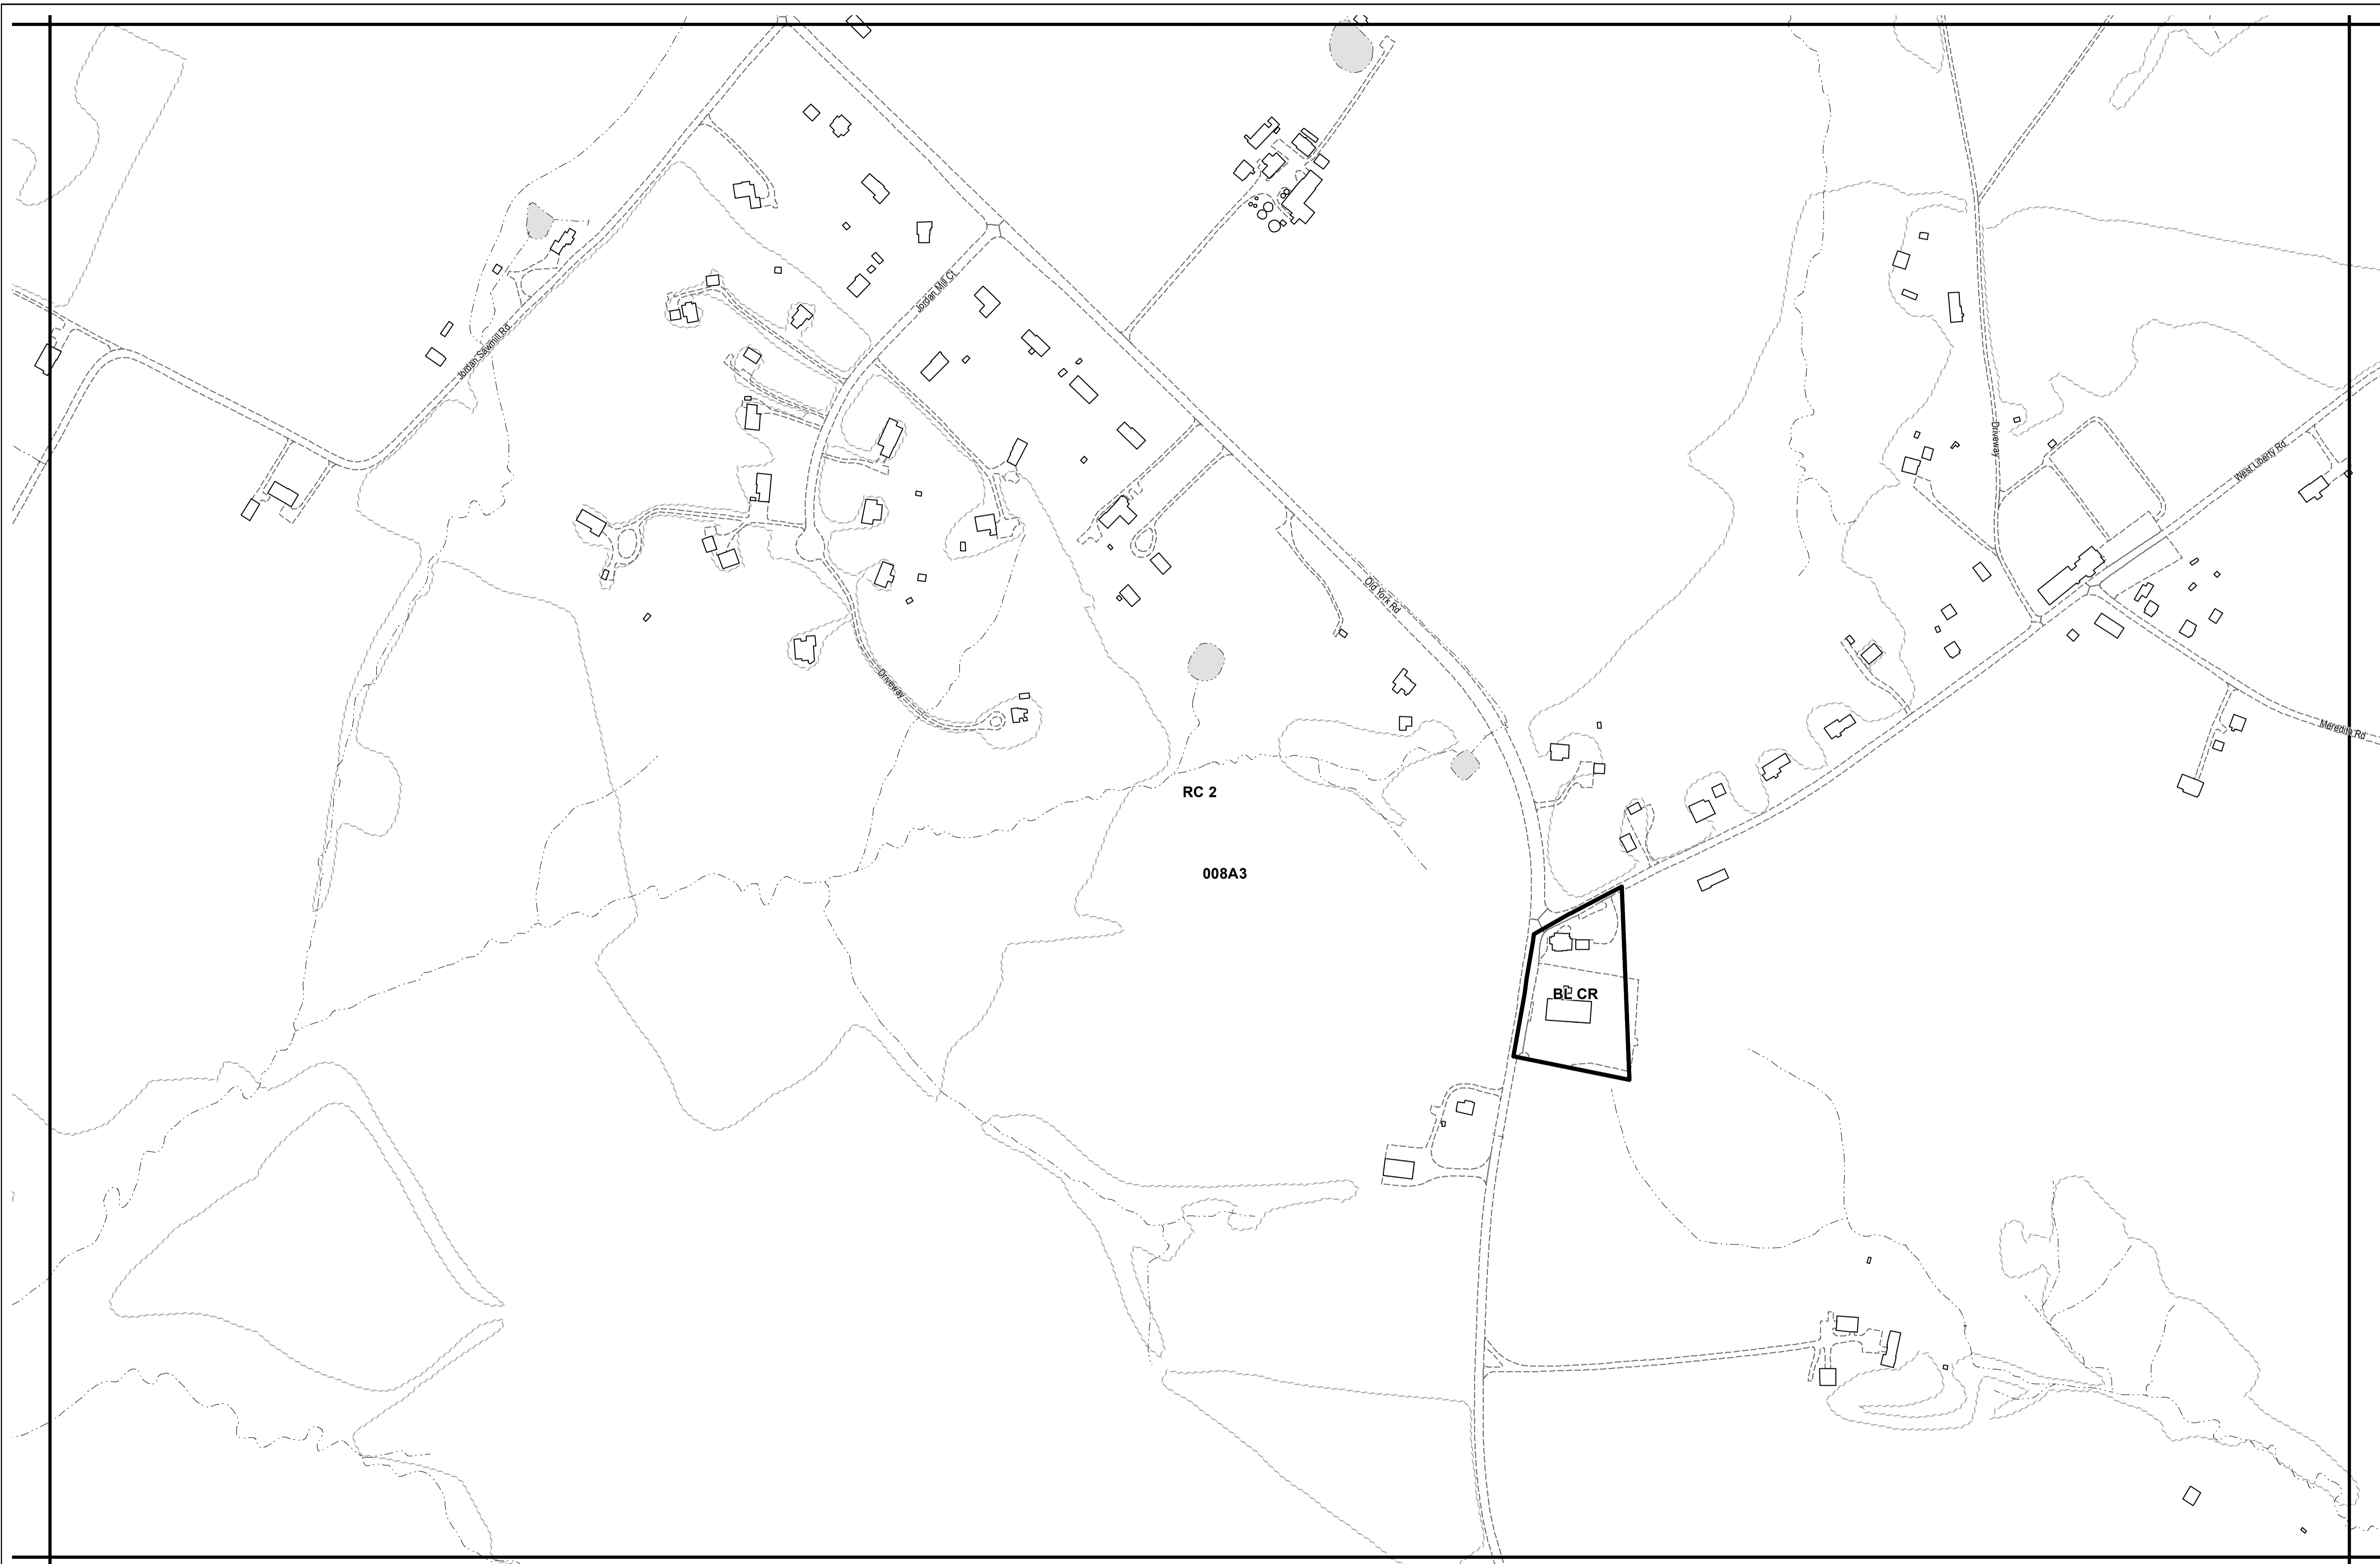 Jordan Mill Ct
Jordan Sawmill Rd
Driveway
West Liberty Rd
Old York Rd
Driveway
Meredith Rd
RC 2
008A3
BL CR